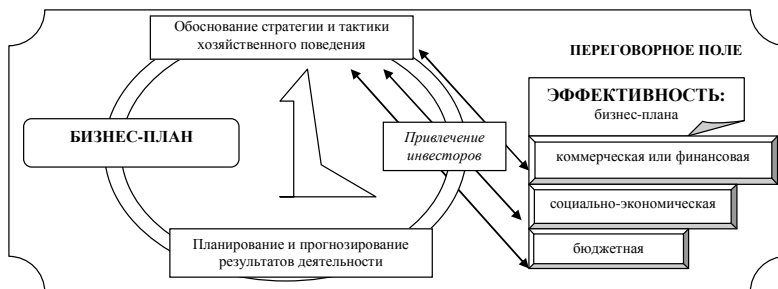 Обоснование стратегии и тактики
хозяйственного поведения
ПЕРЕГОВОРНОЕ ПОЛЕ
ЭФФЕКТИВНОСТЬ:
бизнес-плана
БИЗНЕС-ПЛАН
Привлечение
инвесторов
коммерческая или финансовая
социально-экономическая
бюджетная
Планирование и прогнозирование
результатов деятельности